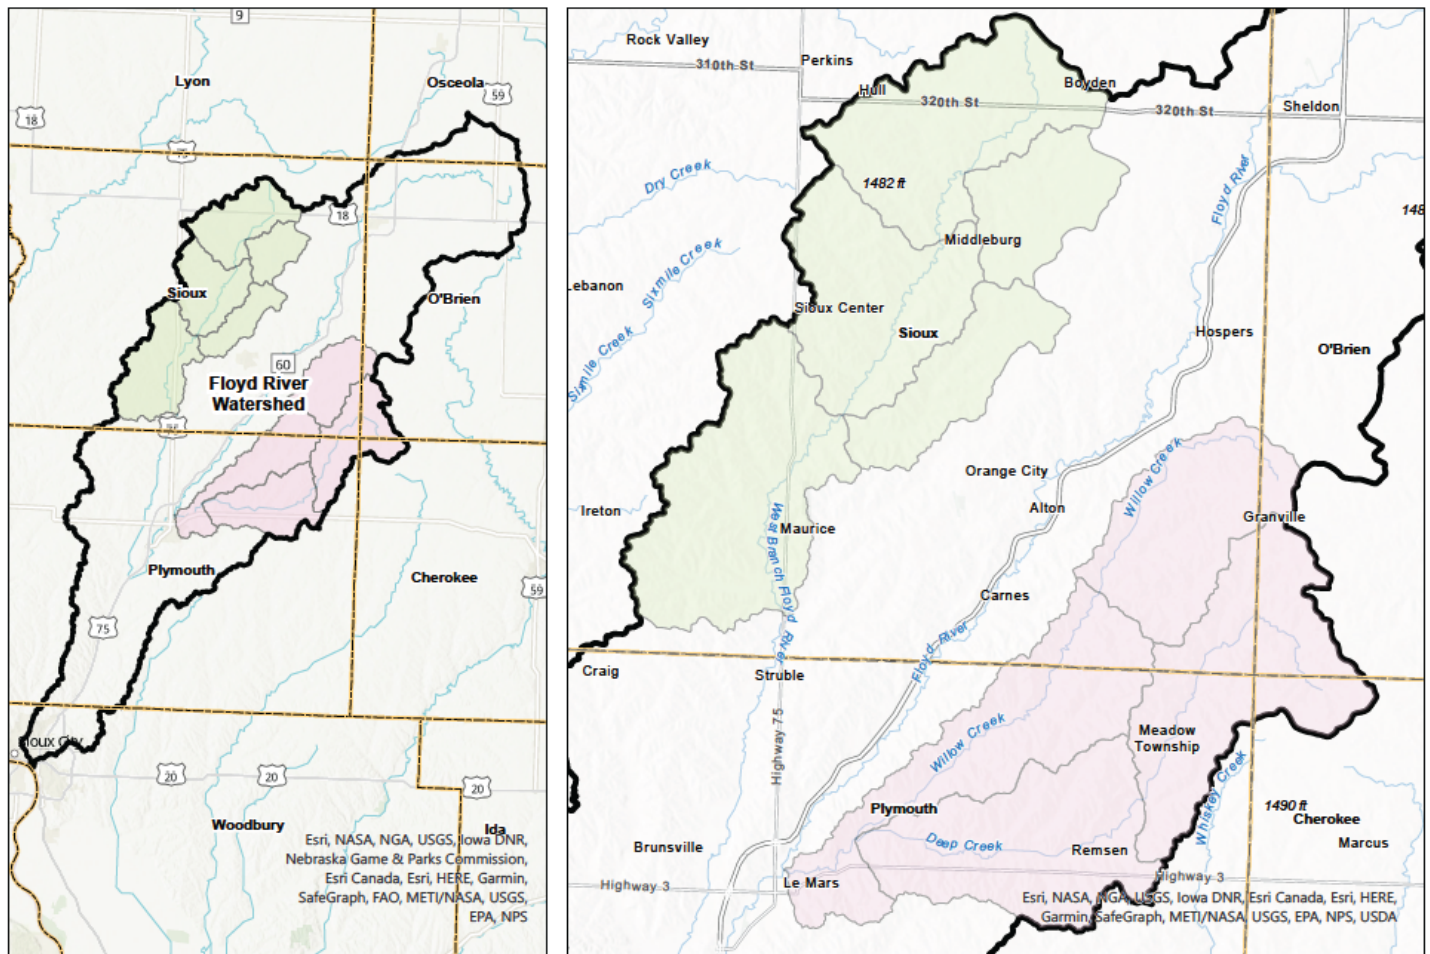 9
Lyon
Osceola
59
18
75
18
Sioux
O'Brien
60
Floyd River
Watershed
75
Plymouth
Cherokee
59
75
Sioux City
20
20
20
Woodbury
Ida
Esri, NASA, NGA, USGS, Iowa DNR,
Nebraska Game & Parks Commission,
Esri Canada, Esri, HERE, Garmin,
SafeGraph, FAO, METI/NASA, USGS,
EPA, NPS
Rock Valley
310th St
Perkins
Hull
320th St
Boyden
320th St
Sheldon
Dry Creek
1482 ft
Floyd River
148
Middleburg
Sixmile Creek
Lebanon
Sioux Center
Sioux
Hospers
O'Brien
Sixmile Creek
Orange City
Willow Creek
Ireton
Alton
Maurice
Granville
West Branch Floyd River
Carnes
Floyd River
Craig
Struble
Highway 75
Willow Creek
Meadow
Township
Whiskey Creek
Plymouth
1490 ft
Cherokee
Deep Creek
Marcus
Brunsville
Remsen
Le Mars
Highway 3
Highway 3
Esri, NASA, NGA, USGS, Iowa DNR, Esri Canada, Esri, HERE,
Garmin, SafeGraph, METI/NASA, USGS, EPA, NPS, USDA